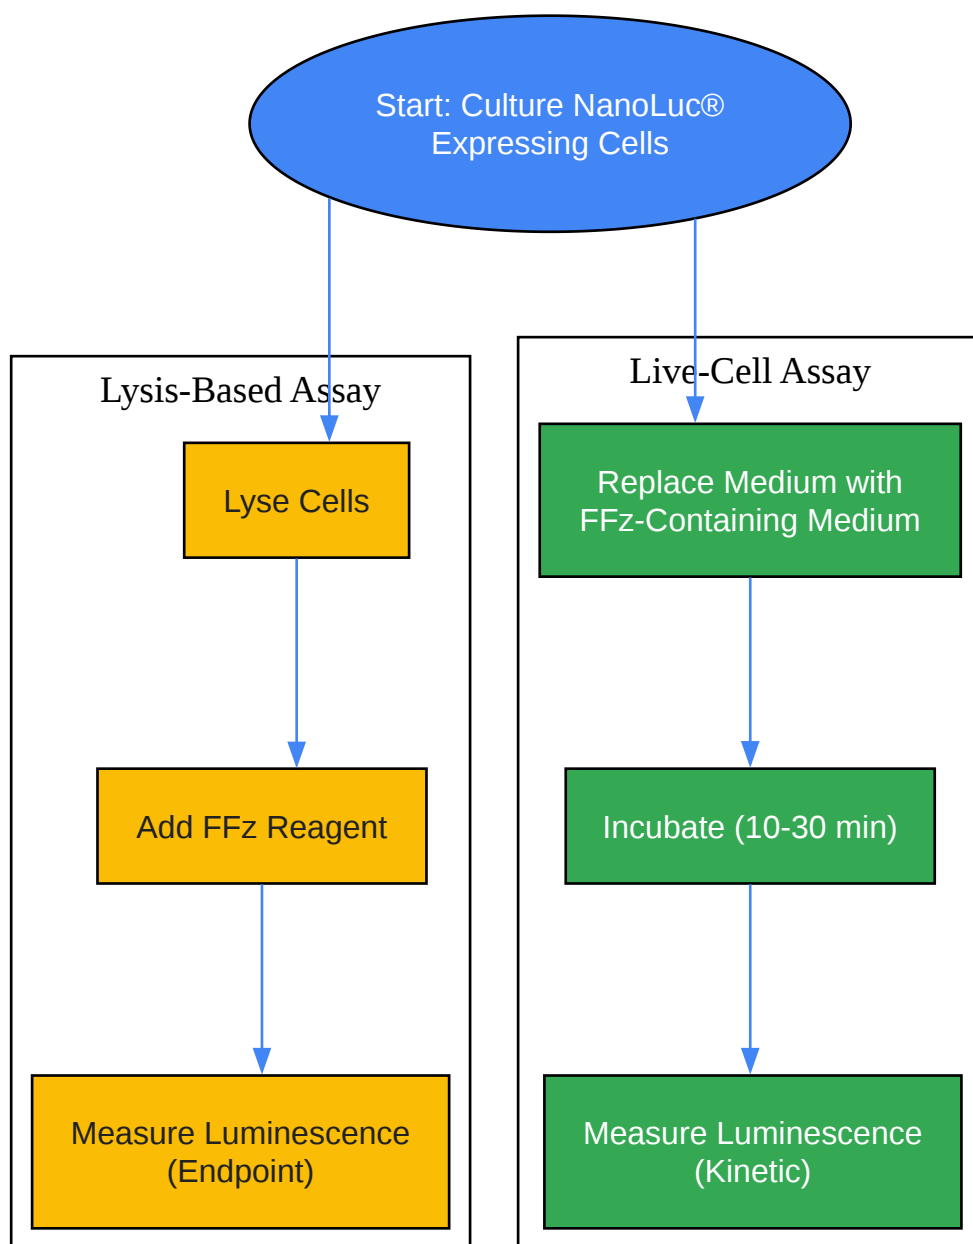 Start: Culture NanoLuc®
Expressing Cells
Lysis-Based Assay
Lyse Cells
Add FFz Reagent
Measure Luminescence
(Endpoint)
Live-Cell Assay
Replace Medium with
FFz-Containing Medium
Incubate (10-30 min)
Measure Luminescence
(Kinetic)